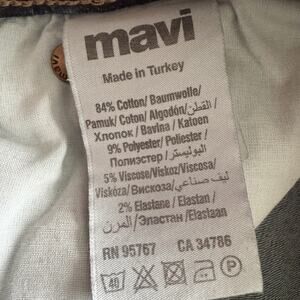 mavi
Made in Turkey
84% Cotton/ Baumwolle/
Pamuk/ Coton/ Algodón/ القطن/
Хлопок / Bavlna / Katoen
9% Polyester/ Poliester /
Полиэстер / البوليستر/
5% Viscose/Viskoz/Viscosa/
Viskóza/Вискоза/ليف صناعي/
2% Elastane / Elastan /
Эластан /Elastaan/المرن/
RN 95767 CA 34786
40 P